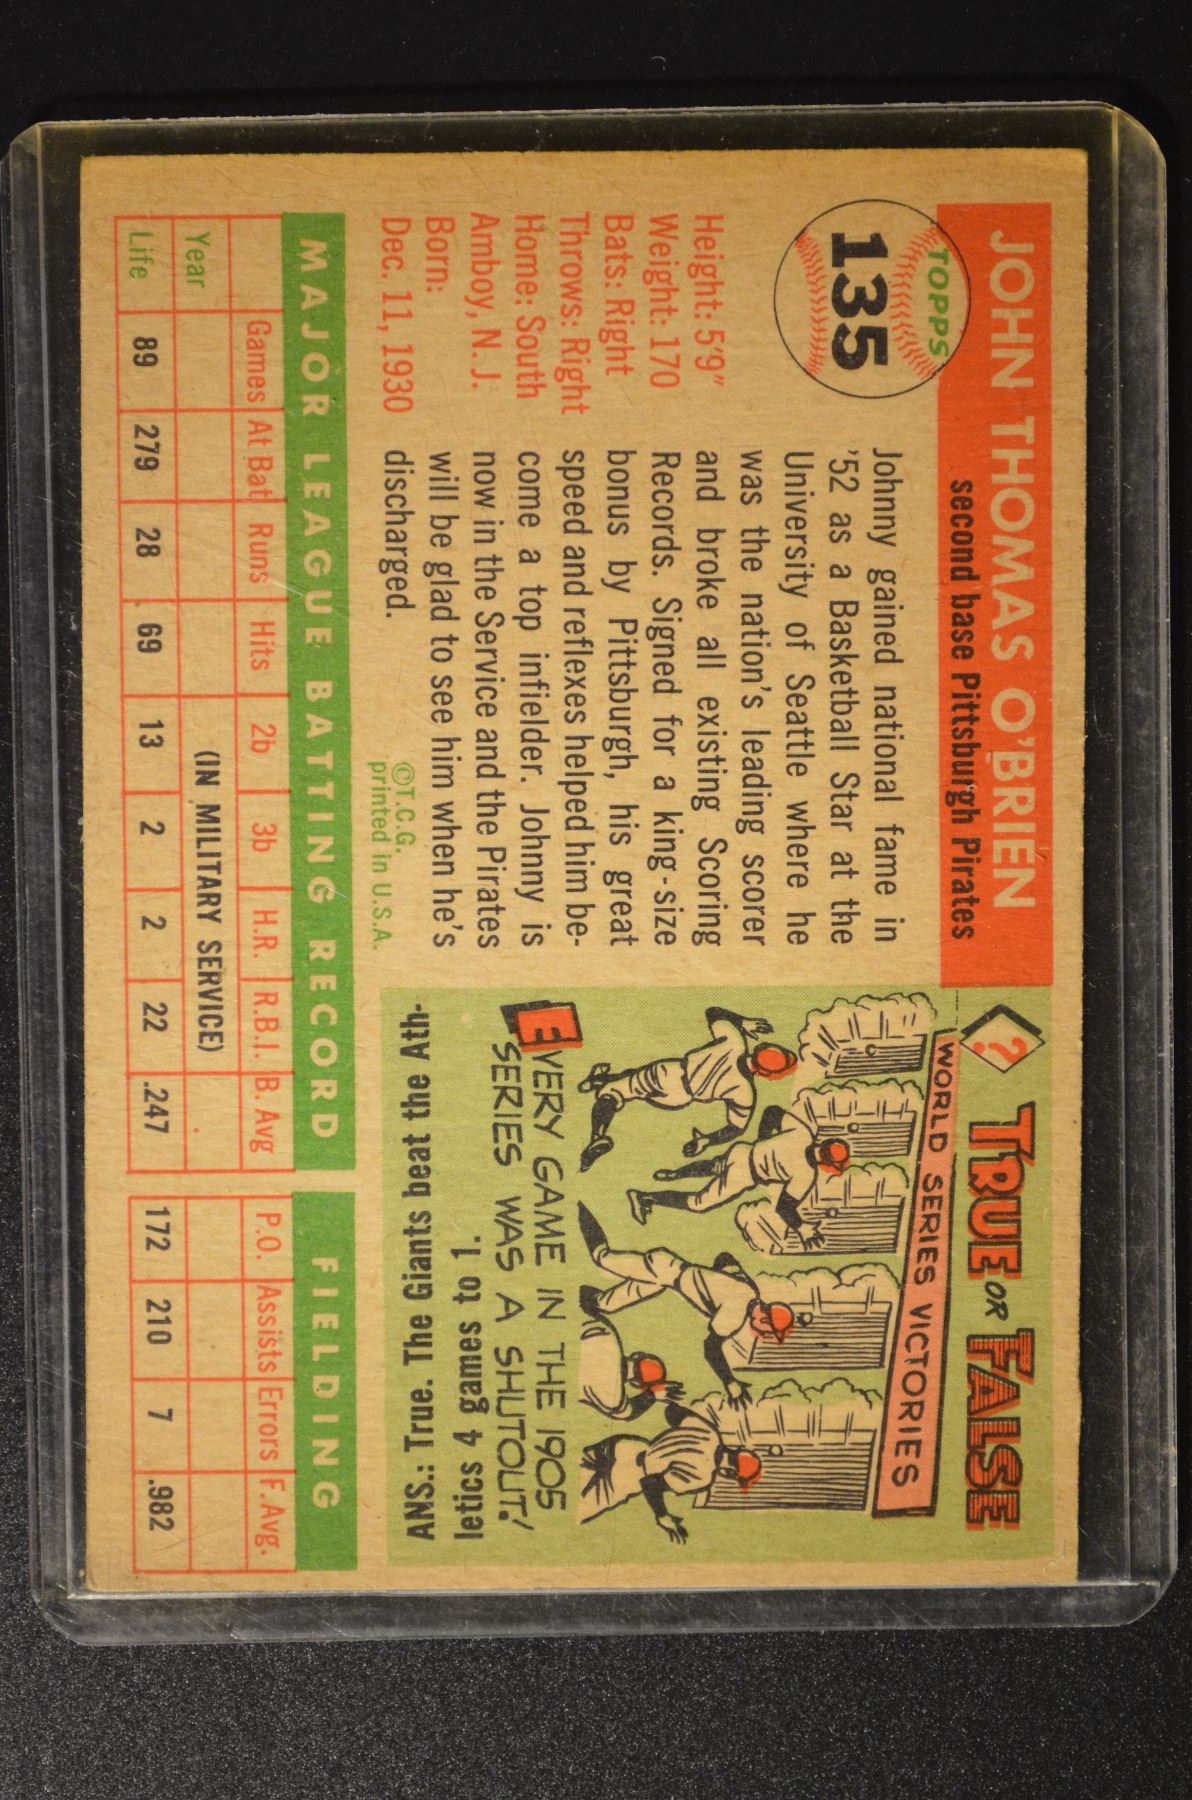 JOHN THOMAS O'BRIEN
second base Pittsburgh Pirates
TOPPS
135
Height: 5'9"
Weight: 170
Bats: Right
Throws: Right
Home: South
Amboy, N.J.
Born:
Dec. 11, 1930
Johnny gained national fame in
'52 as a Basketball Star at the
University of Seattle where he
was the nation's leading scorer
and broke all existing Scoring
Records. Signed for a king-size
bonus by Pittsburgh, his great
speed and reflexes helped him be-
come a top infielder. Johnny is
now in the Service and the Pirates
will be glad to see him when he's
discharged.
©T.C.G.
printed in U.S.A.
? TRUE OR FALSE
WORLD SERIES VICTORIES
EVERY GAME IN THE 1905
SERIES WAS A SHUTOUT!
ANS.: True. The Giants beat the Ath-
letics 4 games to 1.
MAJOR LEAGUE BATTING RECORD FIELDING
Games At Bat Runs Hits 2b 3b H.R. R.B.I. B. Avg P.O. Assists Errors F. Avg.
Year (IN MILITARY SERVICE)
Life 89 279 28 69 13 2 2 22 .247 172 210 7 .982